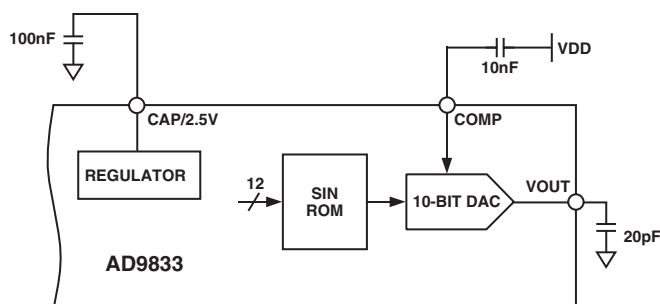 100nF
VDD
10nF
CAP/2.5V
COMP
REGULATOR
12
SIN
ROM
10-BIT DAC
VOUT
20pF
AD9833